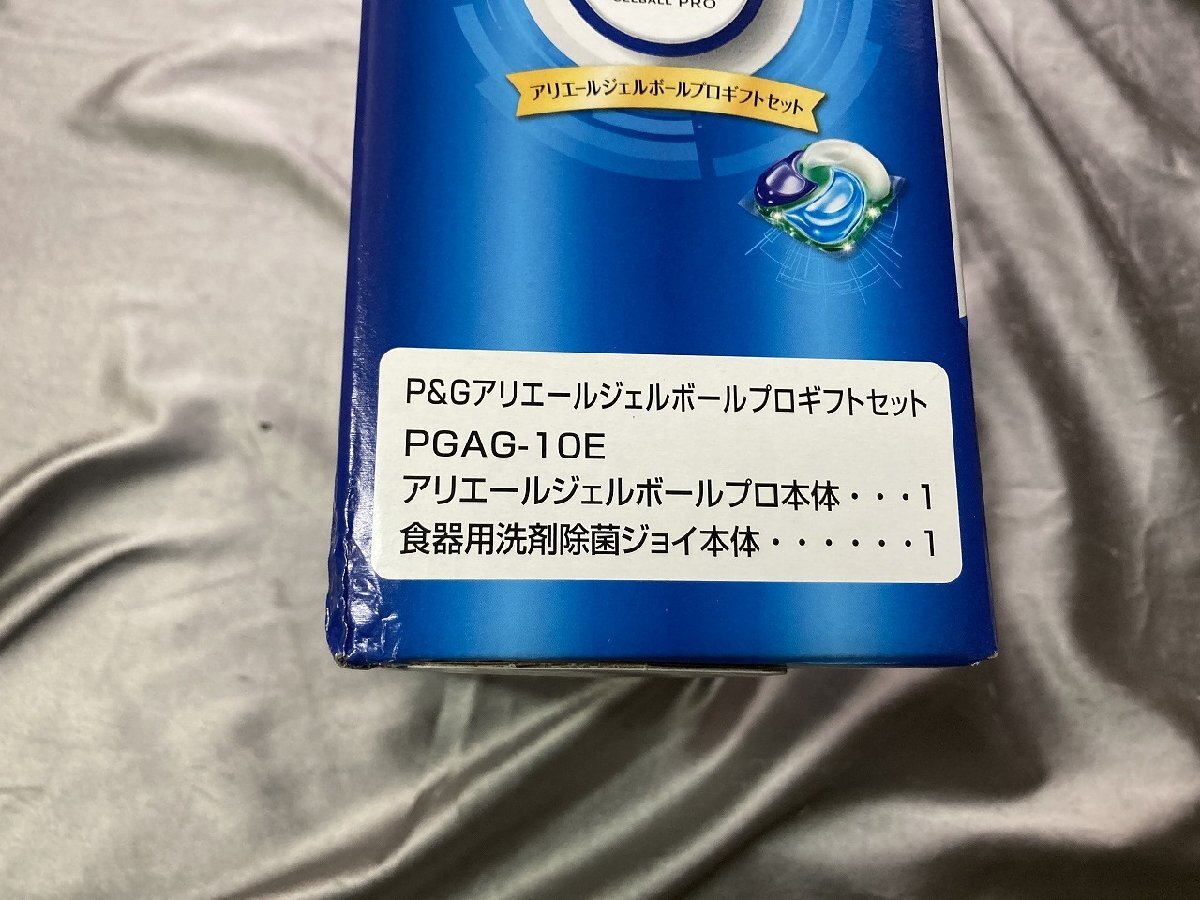 GELBALL PRO
アリエールジェルボールプロギフトセット
P&Gアリエールジェルボールプロギフトセット
PGAG-10E
アリエールジェルボールプロ本体・・・1
食器用洗剤除菌ジョイ本体・・・・・・1